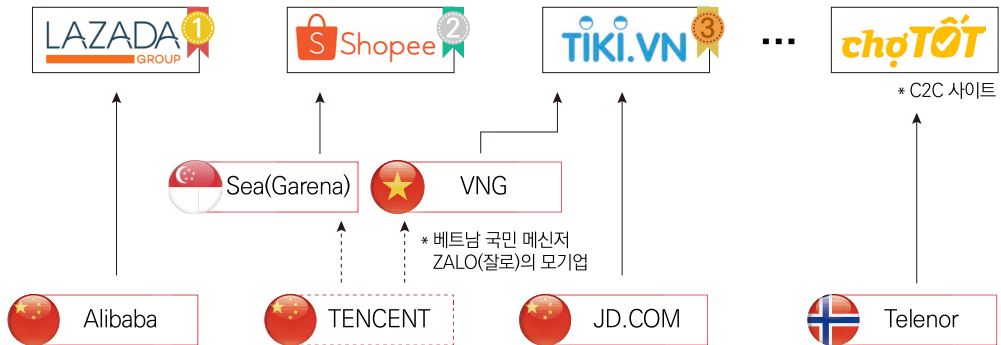 LAZADA
GROUP
1
S Shopee
2
TiKi.VN
3
...
chợTỐT
* C2C 사이트
Sea(Garena)
VNG
* 베트남 국민 메신저
ZALO(잘로)의 모기업
Alibaba
TENCENT
JD.COM
Telenor